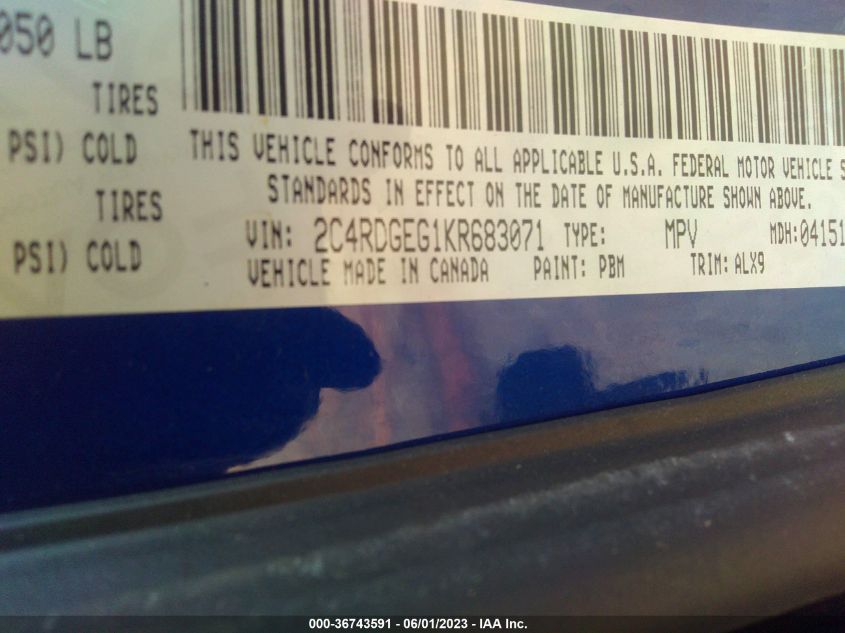 050 LB
TIRES
PSI) COLD
THIS VEHICLE CONFORMS TO ALL APPLICABLE U.S.A. FEDERAL MOTOR VEHICLE S
STANDARDS IN EFFECT ON THE DATE OF MANUFACTURE SHOWN ABOVE.
TIRES
VIN: 2C4RDGEG1KR683071 TYPE: MPV MDH:04151
PSI) COLD
VEHICLE MADE IN CANADA PAINT: PBM TRIM: ALX9
000-36743591 - 06/01/2023 - IAA Inc.